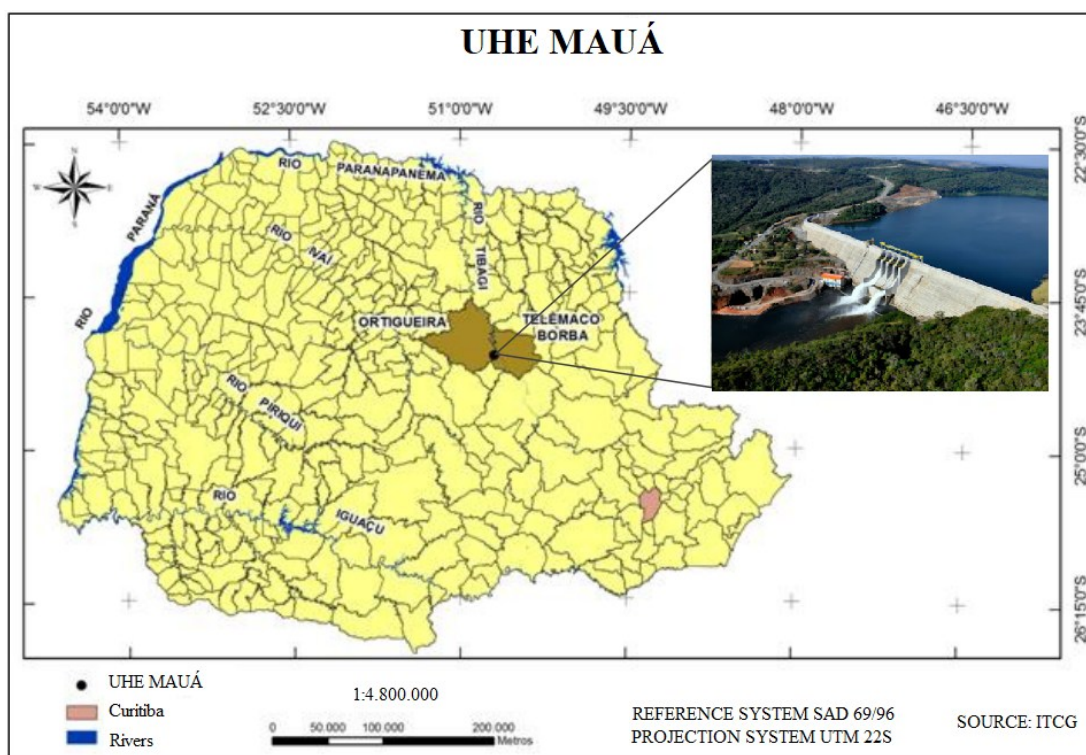 UHE MAUÁ
54°0'0"W 52°30'0"W 51°0'0"W 49°30'0"W 48°0'0"W 46°30'0"W
22°30'0"S
23°45'0"S
25°0'0"S
26°15'0"S
N
RIO PARANAPANEMA
RIO PARANÁ
RIO IVAÍ
RIO TIBAGI
ORTIGUEIRA
TELÊMACO
BORBA
RIO PIRIQUI
RIO IGUAÇU
UHE MAUÁ
Curitiba
Rivers
1:4.800.000
0 50.000 100.000 200.000
Metros
REFERENCE SYSTEM SAD 69/96
PROJECTION SYSTEM UTM 22S
SOURCE: ITCG